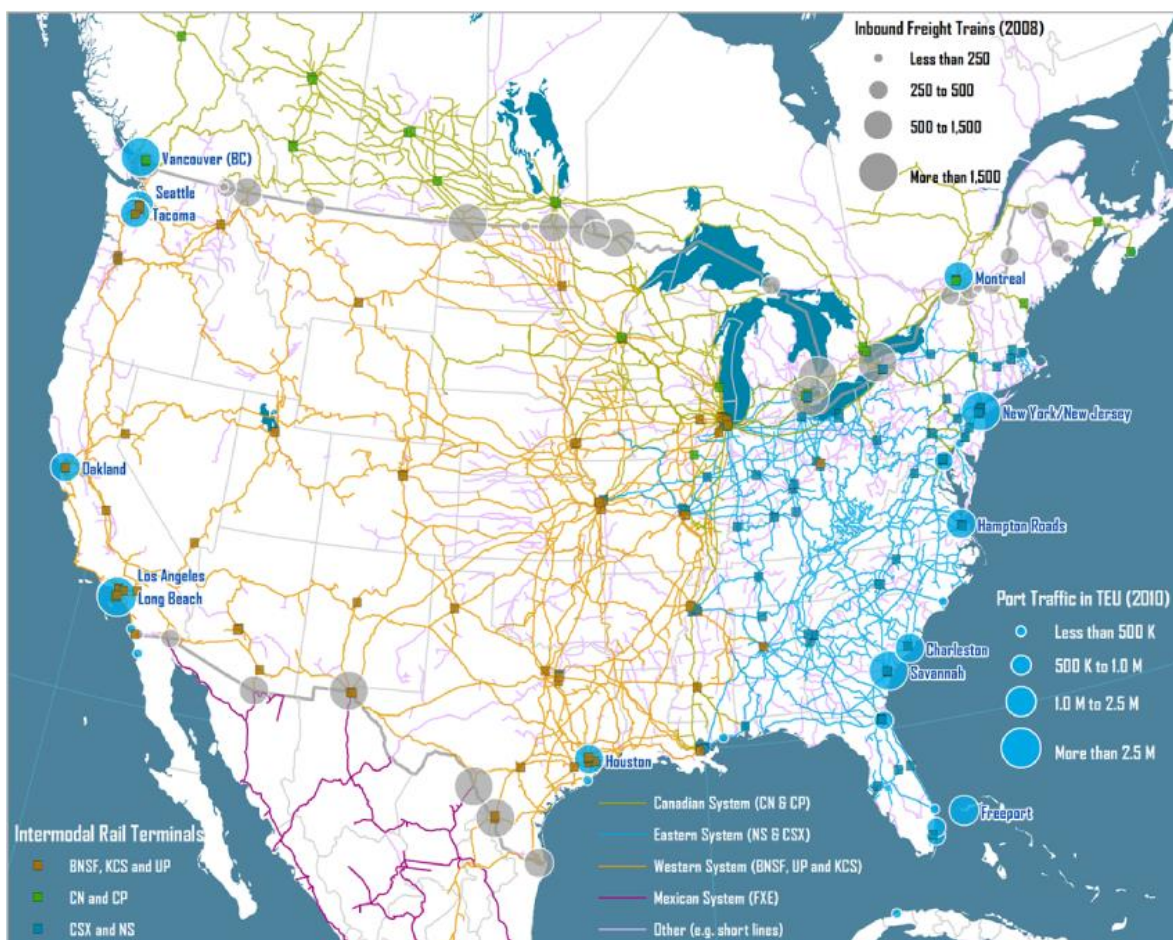 Inbound Freight Trains (2008)
Less than 250
250 to 500
500 to 1,500
More than 1,500
Vancouver (BC)
Seattle
Tacoma
Montreal
New York/New Jersey
Oakland
Hampton Roads
Los Angeles
Long Beach
Charleston
Savannah
Houston
Freeport
Port Traffic in TEU (2010)
Less than 500 K
500 K to 1.0 M
1.0 M to 2.5 M
More than 2.5 M
Intermodal Rail Terminals
BNSF, KCS and UP
CN and CP
CSX and NS
Canadian System (CN & CP)
Eastern System (NS & CSX)
Western System (BNSF, UP and KCS)
Mexican System (FXE)
Other (e.g. short lines)